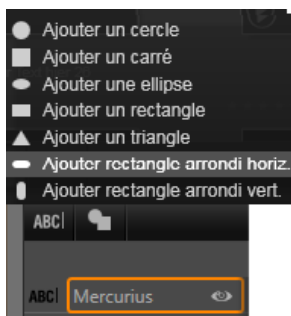 Ajouter un cercle
Ajouter un carré
Ajouter une ellipse
Ajouter un rectangle
Ajouter un triangle
Ajouter rectangle arrondi horiz.
Ajouter rectangle arrondi vert.
ABC
ABC Mercurius